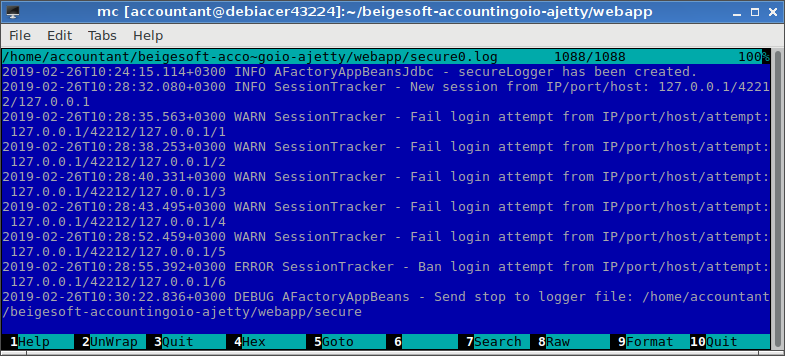 mc [accountant@debiacer43224]:~/beigesoft-accountingoio-ajetty/webapp
File Edit Tabs Help
/home/accountant/beigesoft-acco~goio-ajetty/webapp/secure0.log 1088/1088 100%
2019-02-26T10:24:15.114+0300 INFO AFactoryAppBeansJdbc - secureLogger has been created.
2019-02-26T10:28:32.080+0300 INFO SessionTracker - New session from IP/port/host: 127.0.0.1/4221
2/127.0.0.1
2019-02-26T10:28:35.563+0300 WARN SessionTracker - Fail login attempt from IP/port/host/attempt:
127.0.0.1/42212/127.0.0.1/1
2019-02-26T10:28:38.253+0300 WARN SessionTracker - Fail login attempt from IP/port/host/attempt:
127.0.0.1/42212/127.0.0.1/2
2019-02-26T10:28:40.331+0300 WARN SessionTracker - Fail login attempt from IP/port/host/attempt:
127.0.0.1/42212/127.0.0.1/3
2019-02-26T10:28:43.495+0300 WARN SessionTracker - Fail login attempt from IP/port/host/attempt:
127.0.0.1/42212/127.0.0.1/4
2019-02-26T10:28:52.459+0300 WARN SessionTracker - Fail login attempt from IP/port/host/attempt:
127.0.0.1/42212/127.0.0.1/5
2019-02-26T10:28:55.392+0300 ERROR SessionTracker - Ban login attempt from IP/port/host/attempt:
127.0.0.1/42212/127.0.0.1/6
2019-02-26T10:30:22.836+0300 DEBUG AFactoryAppBeans - Send stop to logger file: /home/accountant
/beigesoft-accountingoio-ajetty/webapp/secure
1Help 2UnWrap 3Quit 4Hex 5Goto 6 7Search 8Raw 9Format 10Quit